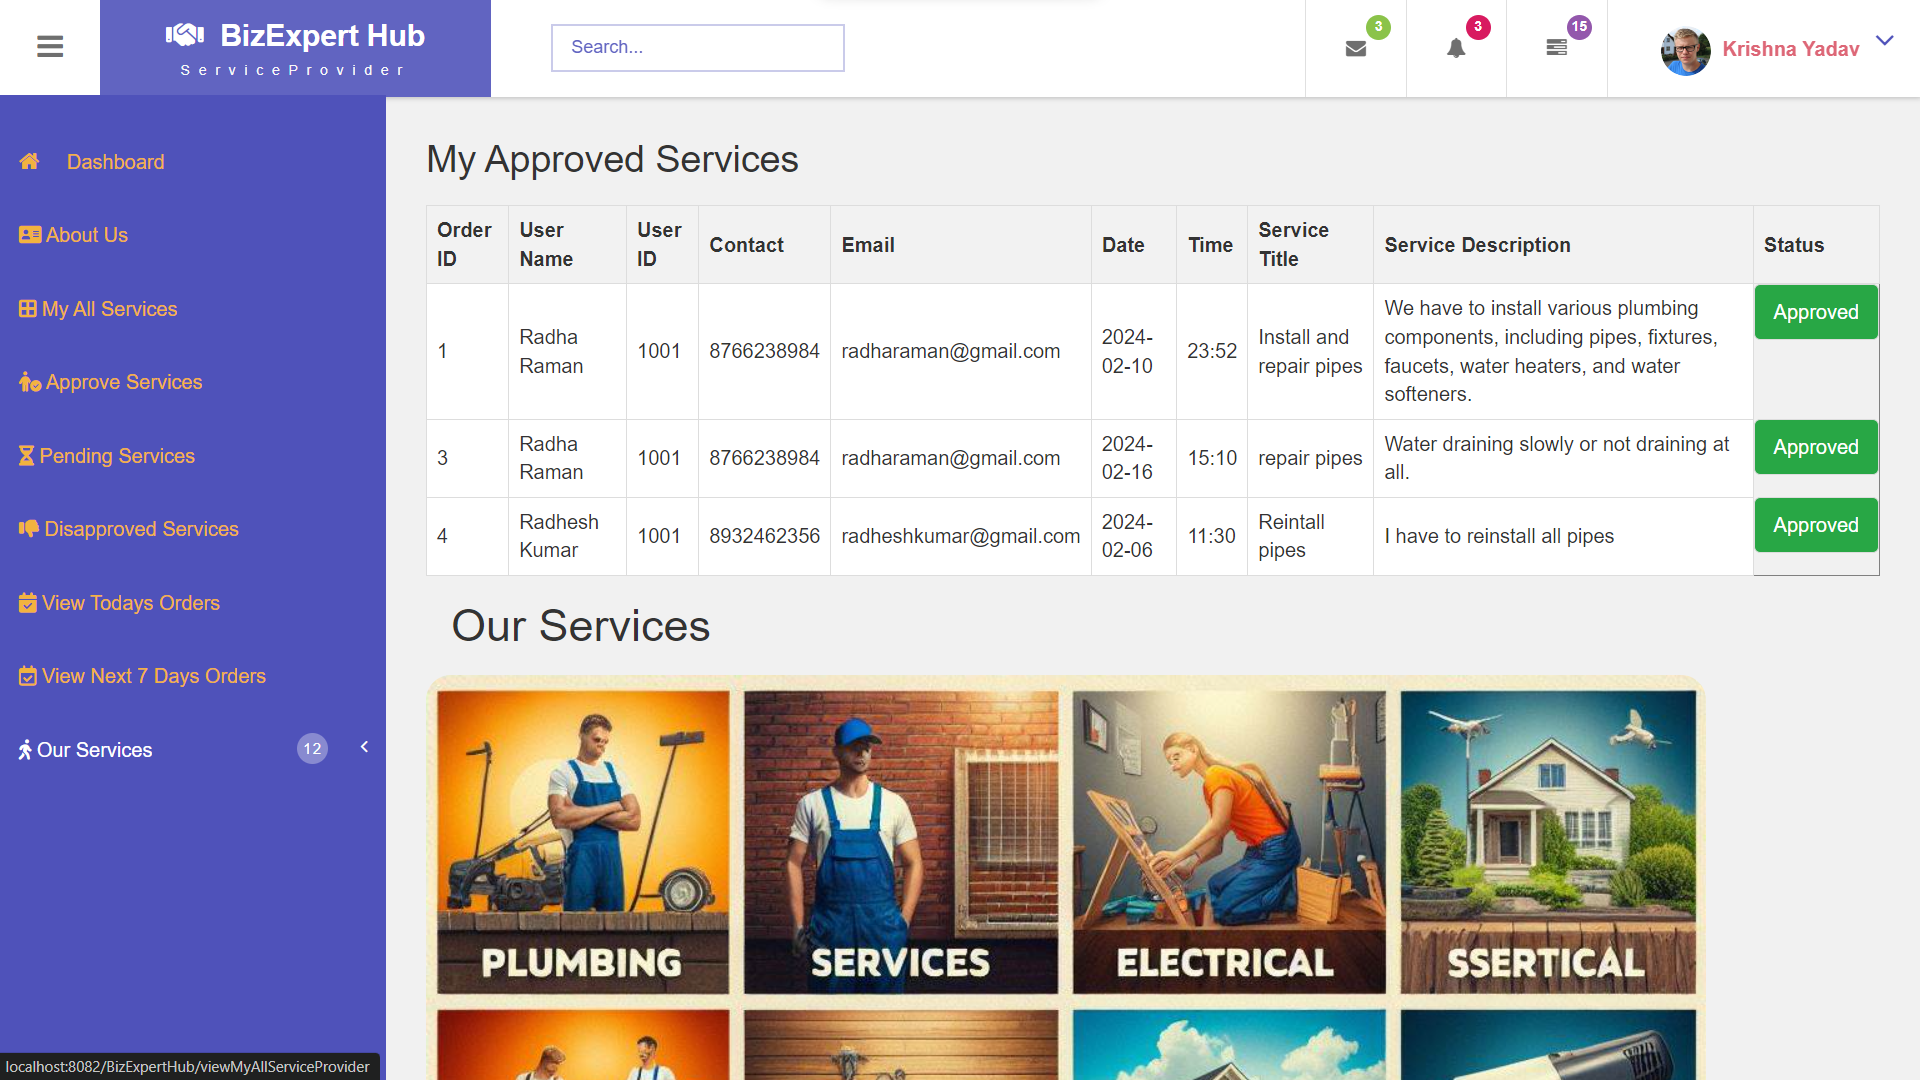 BizExpert Hub
ServiceProvider
Search...
3
3
15
Krishna Yadav
Dashboard
About Us
My All Services
Approve Services
Pending Services
Disapproved Services
View Todays Orders
View Next 7 Days Orders
Our Services 12
My Approved Services
Order ID User Name User ID Contact Email Date Time Service Title Service Description Status
1 Radha Raman 1001 8766238984 radharaman@gmail.com 2024-02-10 23:52 Install and repair pipes We have to install various plumbing components, including pipes, fixtures, faucets, water heaters, and water softeners. Approved
3 Radha Raman 1001 8766238984 radharaman@gmail.com 2024-02-16 15:10 repair pipes Water draining slowly or not draining at all. Approved
4 Radhesh Kumar 1001 8932462356 radheshkumar@gmail.com 2024-02-06 11:30 Reintall pipes I have to reinstall all pipes Approved
Our Services
PLUMBING
SERVICES
ELECTRICAL
SSERTICAL
localhost:8082/BizExpertHub/viewMyAllServiceProvider